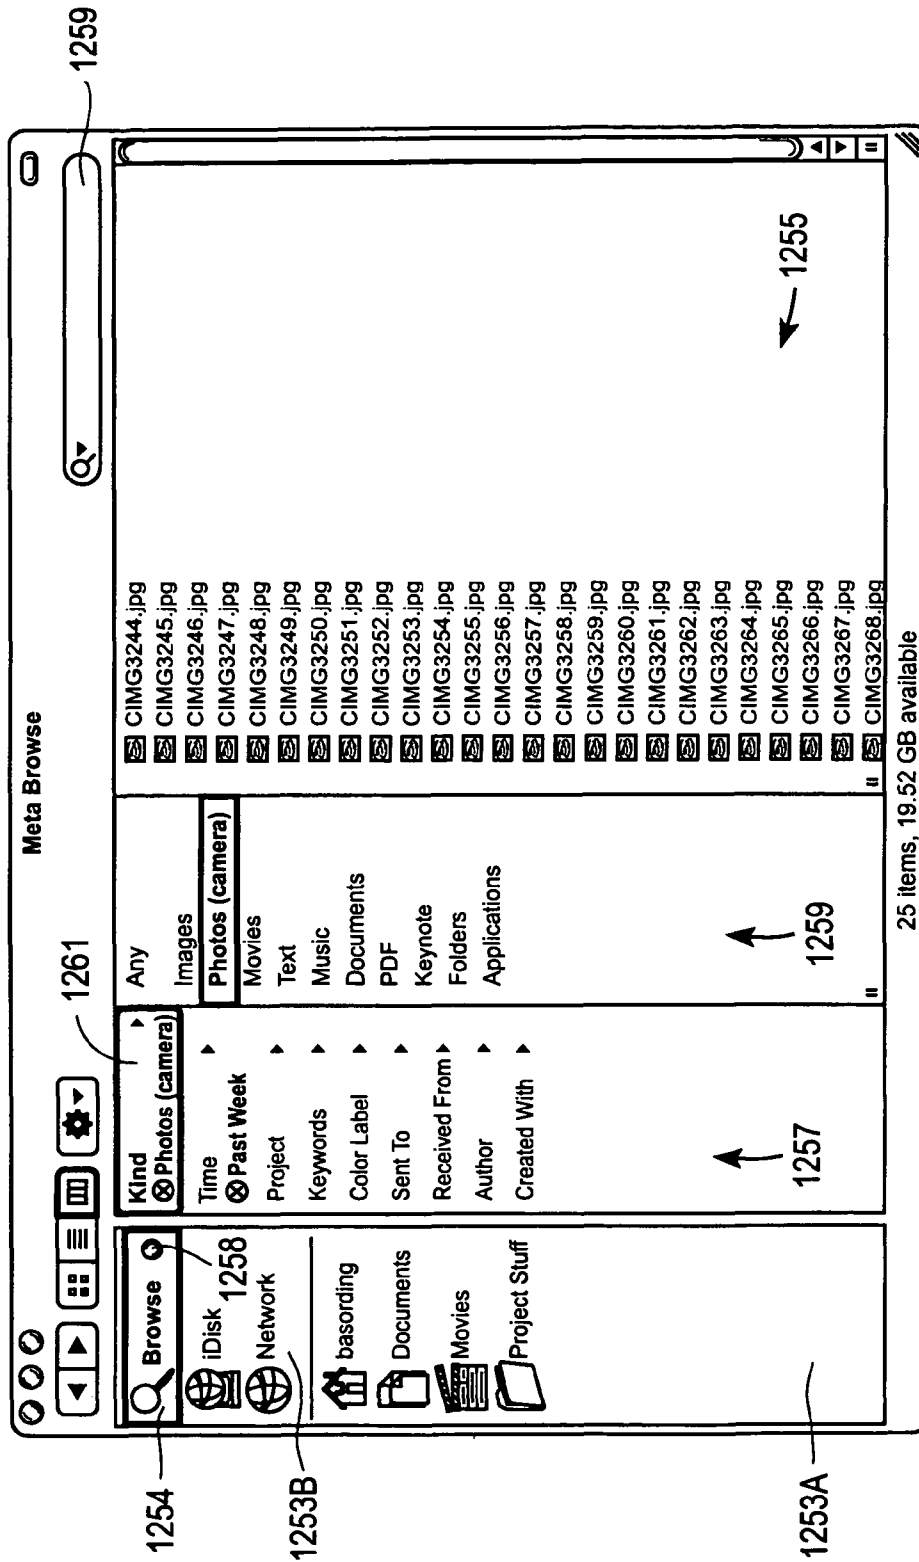 Meta Browse
1259
1261
1254
Browse
1258
iDisk
Network
1253B
basording
Documents
Movies
Project Stuff
1253A
Kind
Photos (camera)
Time
Past Week
Project
Keywords
Color Label
Sent To
Received From
Author
Created With
1257
Any
Images
Photos (camera)
Movies
Text
Music
Documents
PDF
Keynote
Folders
Applications
1259
CIMG3244.jpg
CIMG3245.jpg
CIMG3246.jpg
CIMG3247.jpg
CIMG3248.jpg
CIMG3249.jpg
CIMG3250.jpg
CIMG3251.jpg
CIMG3252.jpg
CIMG3253.jpg
CIMG3254.jpg
CIMG3255.jpg
CIMG3256.jpg
CIMG3257.jpg
CIMG3258.jpg
CIMG3259.jpg
CIMG3260.jpg
CIMG3261.jpg
CIMG3262.jpg
CIMG3263.jpg
CIMG3264.jpg
CIMG3265.jpg
CIMG3266.jpg
CIMG3267.jpg
CIMG3268.jpg
1255
25 items, 19.52 GB available